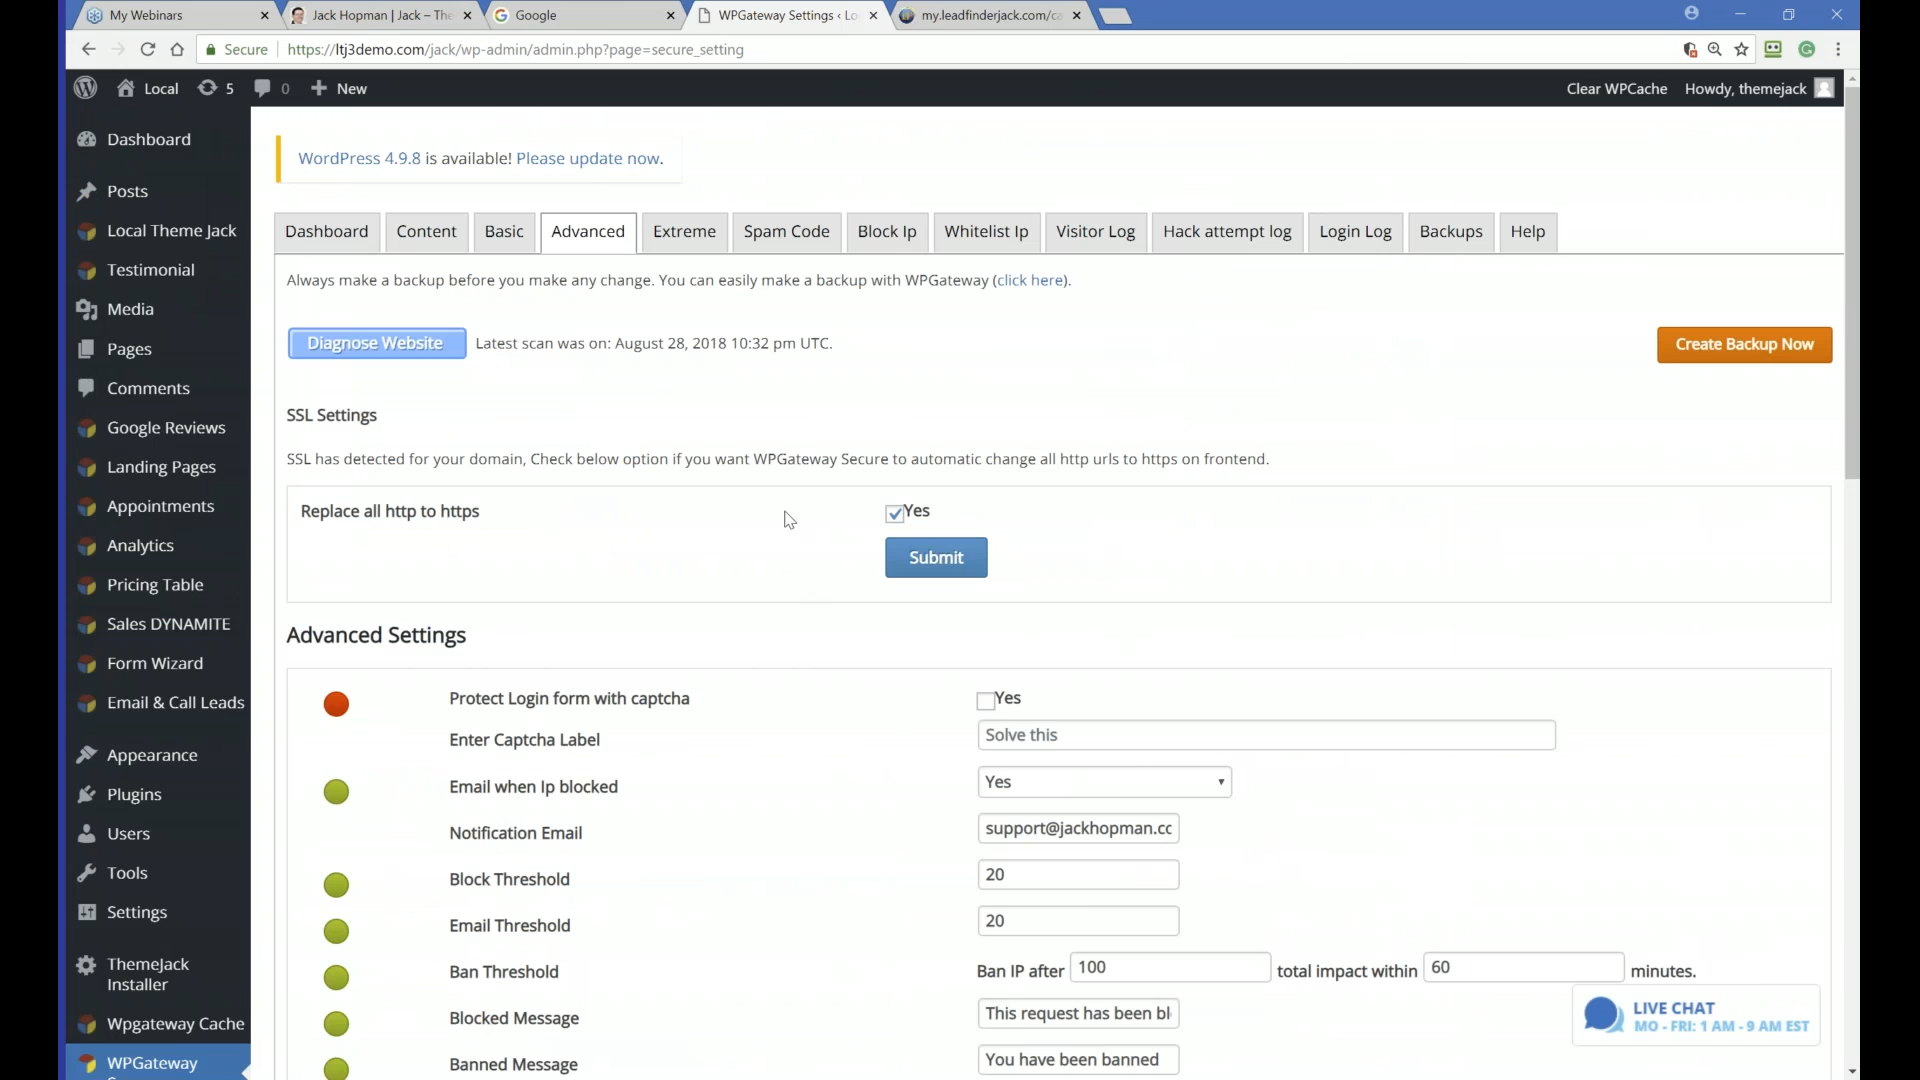 My Webinars
Jack Hopman | Jack – The
Google
WPGateway Settings ‹ Lo
my.leadfinderjack.com/ca
Secure
https://ltj3demo.com/jack/wp-admin/admin.php?page=secure_setting
Local
5
0
New
Clear WPCache
Howdy, themejack
Dashboard
Posts
Local Theme Jack
Testimonial
Media
Pages
Comments
Google Reviews
Landing Pages
Appointments
Analytics
Pricing Table
Sales DYNAMITE
Form Wizard
Email & Call Leads
Appearance
Plugins
Users
Tools
Settings
ThemeJack
Installer
Wpgateway Cache
WPGateway
WordPress 4.9.8 is available! Please update now.
Dashboard
Content
Basic
Advanced
Extreme
Spam Code
Block Ip
Whitelist Ip
Visitor Log
Hack attempt log
Login Log
Backups
Help
Always make a backup before you make any change. You can easily make a backup with WPGateway (click here).
Diagnose Website
Latest scan was on: August 28, 2018 10:32 pm UTC.
Create Backup Now
SSL Settings
SSL has detected for your domain, Check below option if you want WPGateway Secure to automatic change all http urls to https on frontend.
Replace all http to https
Yes
Submit
Advanced Settings
Protect Login form with captcha
Yes
Enter Captcha Label
Solve this
Email when Ip blocked
Yes
Notification Email
support@jackhopman.cc
Block Threshold
20
Email Threshold
20
Ban Threshold
Ban IP after 100 total impact within 60 minutes.
Blocked Message
This request has been bl
Banned Message
You have been banned
LIVE CHAT
MO - FRI: 1 AM - 9 AM EST